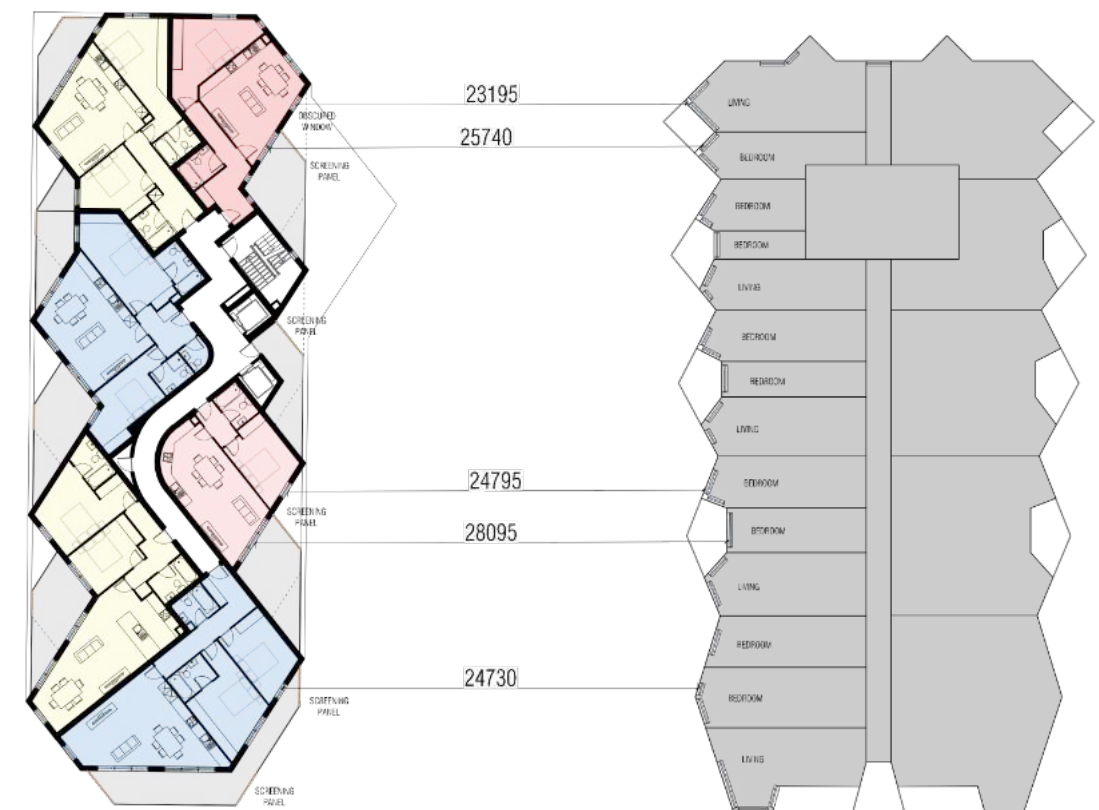 23195
LIVING
OBSCURED
WINDOW
25740
BEDROOM
SCREENING
PANEL
BEDROOM
BEDROOM
LIVING
SCREENING
PANEL
BEDROOM
BEDROOM
LIVING
24795
BEDROOM
SCREENING
PANEL
28095
BEDROOM
LIVING
BEDROOM
24730
BEDROOM
SCREENING
PANEL
LIVING
SCREENING
PANEL